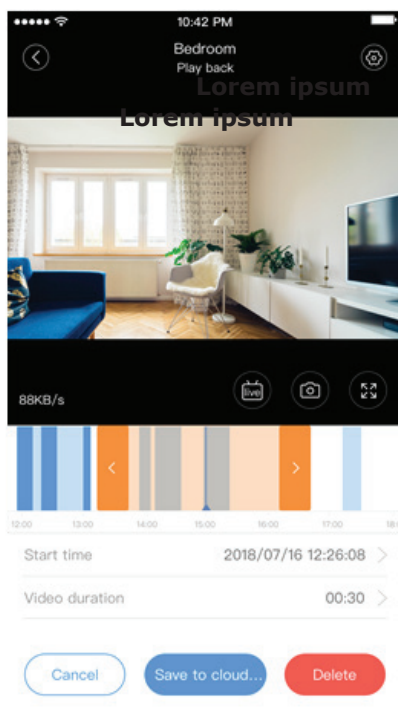 10:42 PM
Bedroom
Play back
Lorem ipsum
Lorem ipsum
88KB/s
live
12:00 13:00 14:00 15:00 16:00 17:00 18:
Start time 2018/07/16 12:26:08
Video duration 00:30
Cancel Save to cloud... Delete